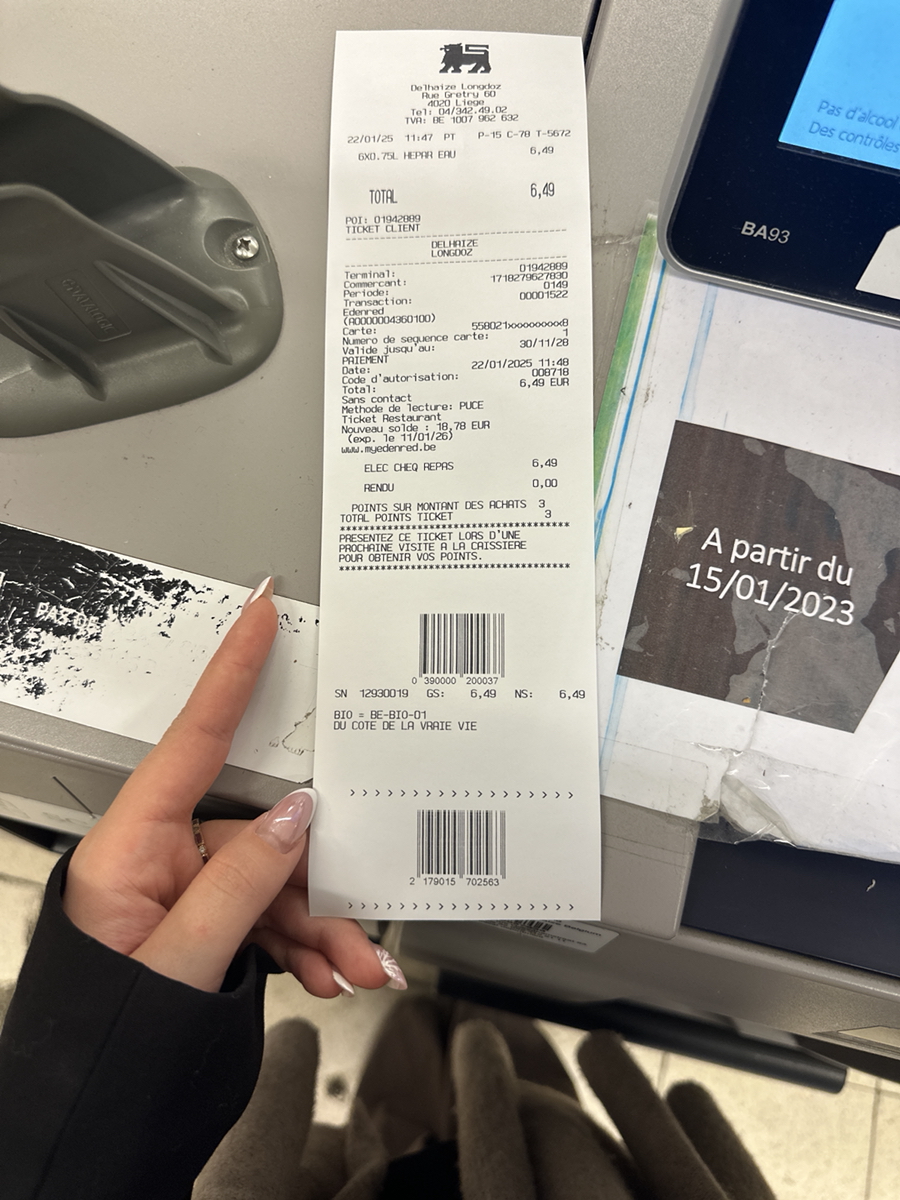 Delhaize Longdoz
Rue Gretry 60
4020 Liege
Tel: 04/342.49.02
TVA: BE 1007 962 632
22/01/25 11:47 PT P-15 C-78 T-5672
6X0.75L HEPAR EAU 6,49
TOTAL 6,49
POI: 01942889
TICKET CLIENT
DELHAIZE
LONGDOZ
Terminal: 01942889
Commercant: 1718279627830
Periode: 0149
Transaction: 00001522
Edenred
(A0000004360100)
Carte: 558021xxxxxxxxx8
Numero de sequence carte: 1
Valide jusqu'au: 30/11/28
PAIEMENT
Date: 22/01/2025 11:48
Code d'autorisation: 008718
Total: 6,49 EUR
Sans contact
Methode de lecture: PUCE
Ticket Restaurant
Nouveau solde : 18,78 EUR
(exp. le 11/01/26)
www.myedenred.be
ELEC CHEQ REPAS 6,49
RENDU 0,00
POINTS SUR MONTANT DES ACHATS 3
TOTAL POINTS TICKET 3
******************************************
PRESENTEZ CE TICKET LORS D'UNE
PROCHAINE VISITE A LA CAISSIERE
POUR OBTENIR VOS POINTS.
******************************************
0 390000 200037
SN 12930019 GS: 6,49 NS: 6,49
BIO = BE-BIO-01
DU COTE DE LA VRAIE VIE
> > > > > > > > > > > > > > > >
2 179015 702563
> > > > > > > > > > > > > > > >
Pas d'alcool
Des contrôles
BA93
A partir du
15/01/2023